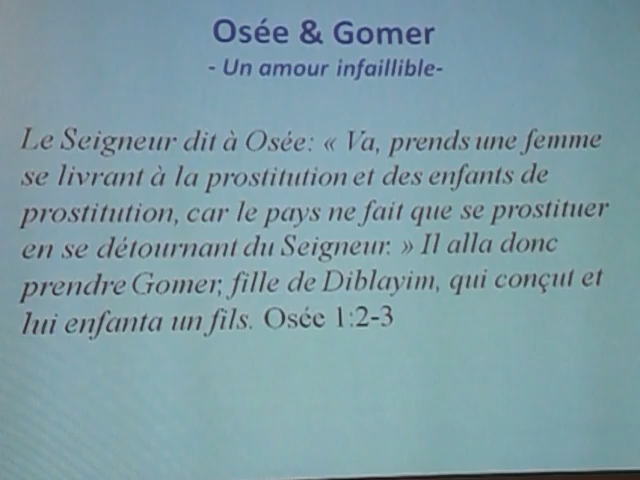 Osée & Gomer
- Un amour infaillible-
Le Seigneur dit à Osée: « Va, prends une femme
se livrant à la prostitution et des enfants de
prostitution, car le pays ne fait que se prostituer
en se détournant du Seigneur. » Il alla donc
prendre Gomer, fille de Diblayim, qui conçut et
lui enfanta un fils. Osée 1:2-3